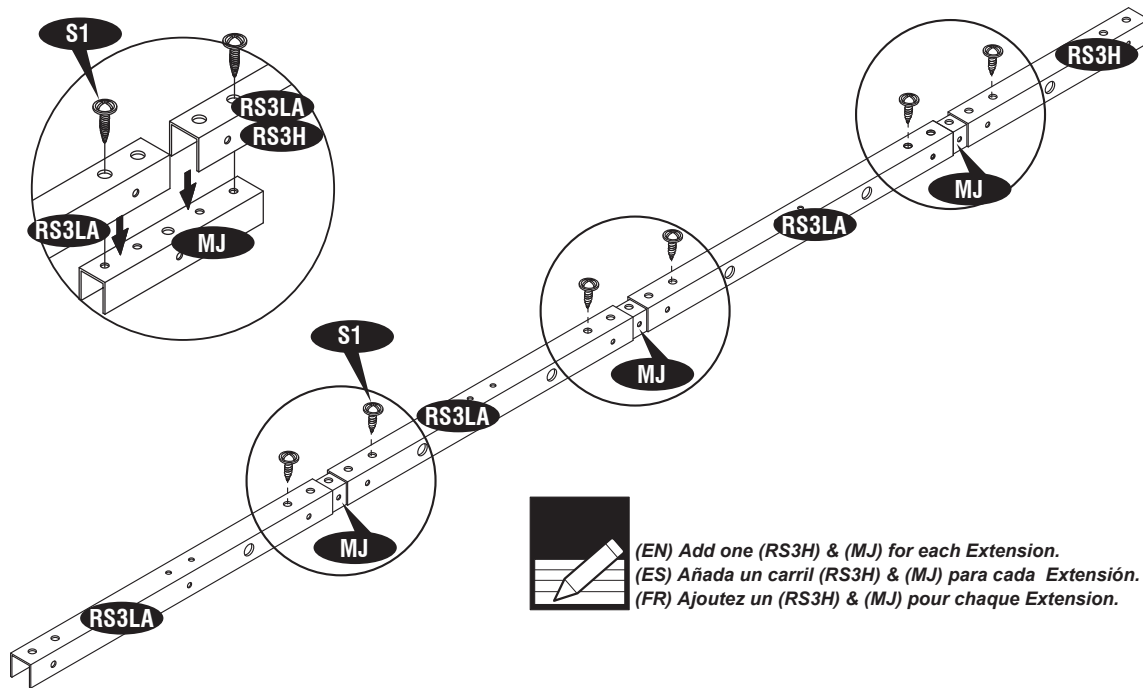 S1
RS3LA
RS3H
RS3LA
MJ
RS3H
MJ
RS3LA
MJ
S1
RS3LA
MJ
RS3LA
(EN) Add one (RS3H) & (MJ) for each Extension.
(ES) Añada un carril (RS3H) & (MJ) para cada Extensión.
(FR) Ajoutez un (RS3H) & (MJ) pour chaque Extension.